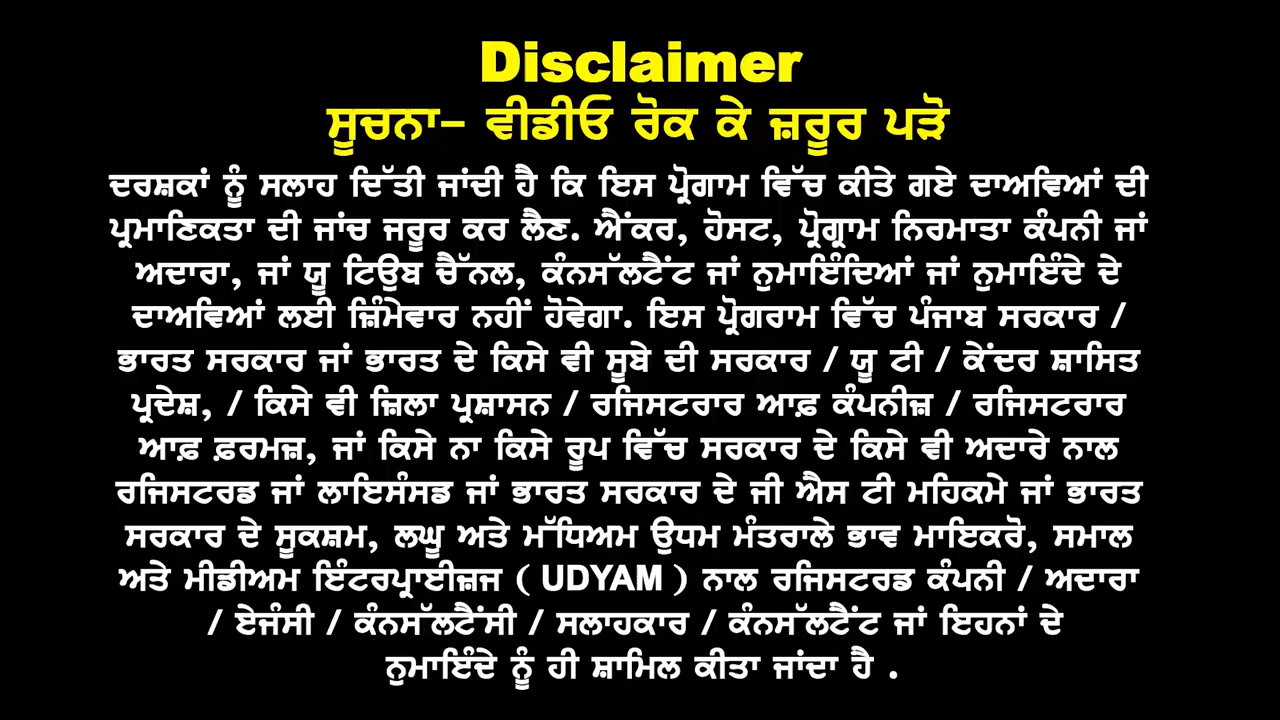 Disclaimer
ਸੂਚਨਾ- ਵੀਡੀਓ ਰੋਕ ਕੇ ਜ਼ਰੂਰ ਪੜੋ
ਦਰਸ਼ਕਾਂ ਨੂੰ ਸਲਾਹ ਦਿੱਤੀ ਜਾਂਦੀ ਹੈ ਕਿ ਇਸ ਪ੍ਰੋਗਾਮ ਵਿੱਚ ਕੀਤੇ ਗਏ ਦਾਅਵਿਆਂ ਦੀ
ਪ੍ਰਮਾਣਿਕਤਾ ਦੀ ਜਾਂਚ ਜਰੂਰ ਕਰ ਲੈਣ. ਐਂਕਰ, ਹੋਸਟ, ਪ੍ਰੋਗ੍ਰਾਮ ਨਿਰਮਾਤਾ ਕੰਪਨੀ ਜਾਂ
ਅਦਾਰਾ, ਜਾਂ ਯੂ ਟਿਊਬ ਚੈੱਨਲ, ਕੰਨਸੱਲਟੈਂਟ ਜਾਂ ਨੁਮਾਇੰਦਿਆਂ ਜਾਂ ਨੁਮਾਇੰਦੇ ਦੇ
ਦਾਅਵਿਆਂ ਲਈ ਜ਼ਿੰਮੇਵਾਰ ਨਹੀਂ ਹੋਵੇਗਾ. ਇਸ ਪ੍ਰੋਗਰਾਮ ਵਿੱਚ ਪੰਜਾਬ ਸਰਕਾਰ /
ਭਾਰਤ ਸਰਕਾਰ ਜਾਂ ਭਾਰਤ ਦੇ ਕਿਸੇ ਵੀ ਸੂਬੇ ਦੀ ਸਰਕਾਰ / ਯੂ ਟੀ / ਕੇਂਦਰ ਸ਼ਾਸਿਤ
ਪ੍ਰਦੇਸ਼, / ਕਿਸੇ ਵੀ ਜ਼ਿਲਾ ਪ੍ਰਸ਼ਾਸਨ / ਰਜਿਸਟਰਾਰ ਆਫ਼ ਕੰਪਨੀਜ਼ / ਰਜਿਸਟਰਾਰ
ਆਫ਼ ਫ਼ਰਮਜ਼, ਜਾਂ ਕਿਸੇ ਨਾ ਕਿਸੇ ਰੂਪ ਵਿੱਚ ਸਰਕਾਰ ਦੇ ਕਿਸੇ ਵੀ ਅਦਾਰੇ ਨਾਲ
ਰਜਿਸਟਰਡ ਜਾਂ ਲਾਇਸੰਸਡ ਜਾਂ ਭਾਰਤ ਸਰਕਾਰ ਦੇ ਜੀ ਐਸ ਟੀ ਮਹਿਕਮੇ ਜਾਂ ਭਾਰਤ
ਸਰਕਾਰ ਦੇ ਸੂਕਸ਼ਮ, ਲਘੂ ਅਤੇ ਮੱਧਿਅਮ ਉਧਮ ਮੰਤਰਾਲੇ ਭਾਵ ਮਾਇਕਰੋ, ਸਮਾਲ
ਅਤੇ ਮੀਡੀਅਮ ਇੰਟਰਪ੍ਰਾਈਜ਼ਜ ( UDYAM ) ਨਾਲ ਰਜਿਸਟਰਡ ਕੰਪਨੀ / ਅਦਾਰਾ
/ ਏਜੰਸੀ / ਕੰਨਸੱਲਟੈਂਸੀ / ਸਲਾਹਕਾਰ / ਕੰਨਸੱਲਟੈਂਟ ਜਾਂ ਇਹਨਾਂ ਦੇ
ਨੁਮਾਇੰਦੇ ਨੂੰ ਹੀ ਸ਼ਾਮਿਲ ਕੀਤਾ ਜਾਂਦਾ ਹੈ .